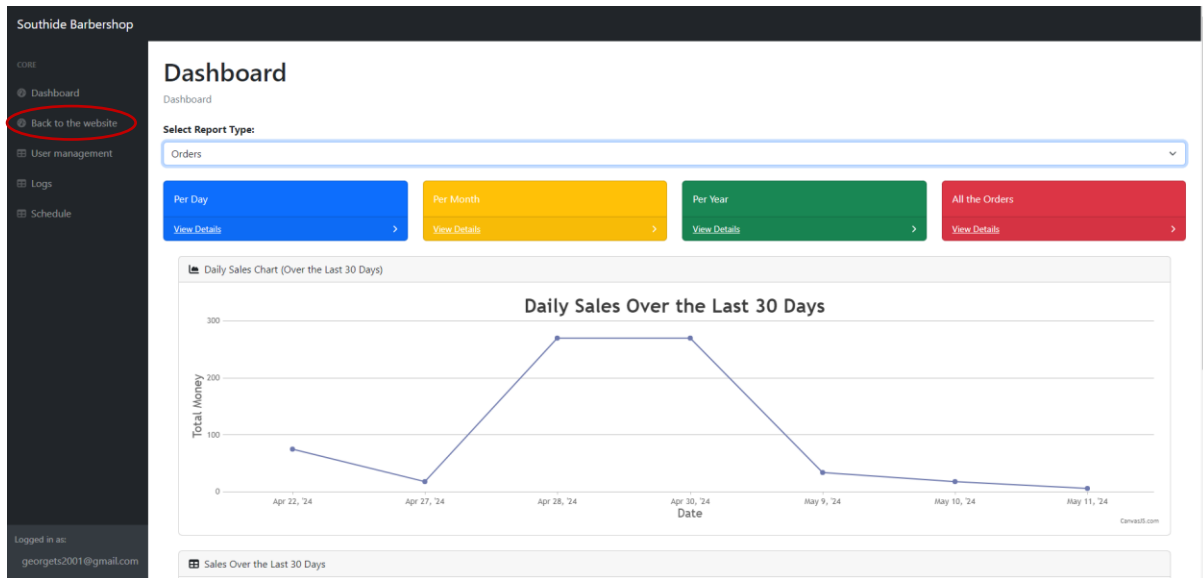 Southide Barbershop
CORE
Dashboard
Back to the website
User management
Logs
Schedule
Logged in as:
georgets2001@gmail.com
Dashboard
Dashboard
Select Report Type:
Orders
Per Day
View Details
Per Month
View Details
Per Year
View Details
All the Orders
View Details
Daily Sales Chart (Over the Last 30 Days)
Daily Sales Over the Last 30 Days
Total Money
300
200
100
0
Apr 22, '24 Apr 27, '24 Apr 28, '24 Apr 30, '24 May 9, '24 May 10, '24 May 11, '24
Date
CanvasJS.com
Sales Over the Last 30 Days